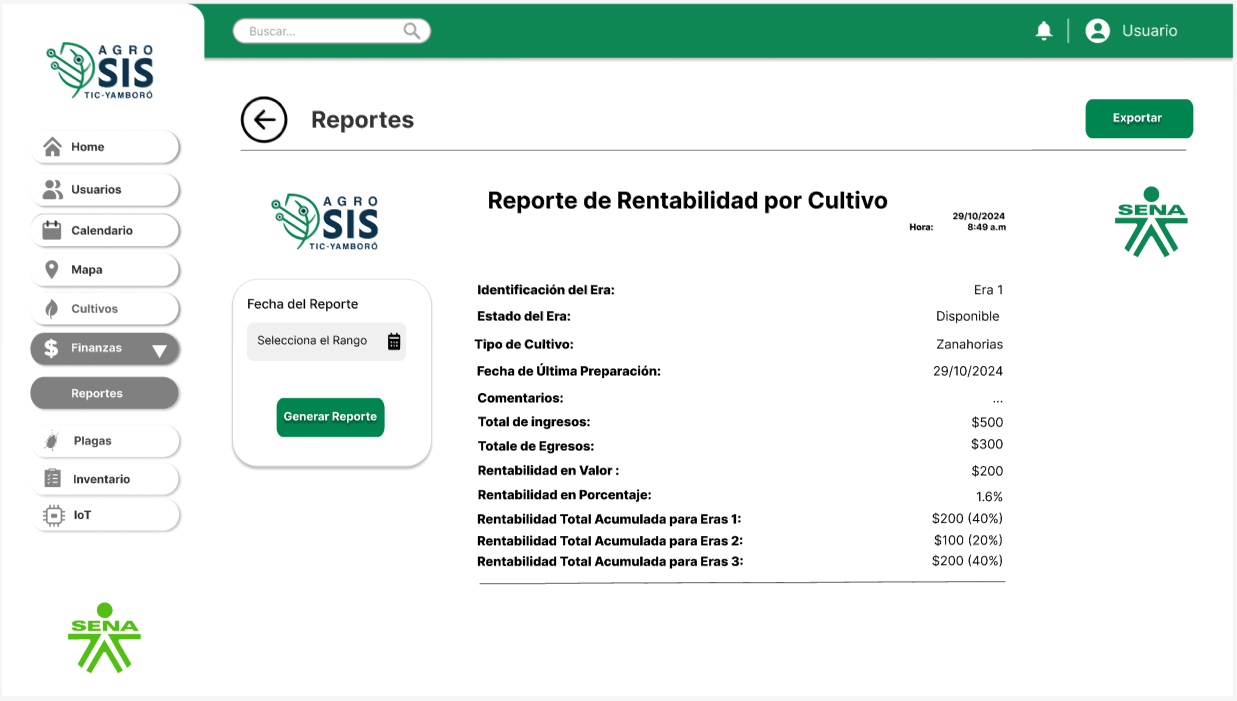 Buscar...
Usuario
AGRO
SIS
TIC-YAMBORÓ
Home
Usuarios
Calendario
Mapa
Cultivos
Finanzas
Reportes
Plagas
Inventario
IoT
SENA
Reportes
Exportar
AGRO
SIS
TIC-YAMBORÓ
Reporte de Rentabilidad por Cultivo
29/10/2024
Hora: 8:49 a.m
SENA
Fecha del Reporte
Selecciona el Rango
Generar Reporte
Identificación del Era: Era 1
Estado del Era: Disponible
Tipo de Cultivo: Zanahorias
Fecha de Última Preparación: 29/10/2024
Comentarios: ...
Total de ingresos: $500
Totale de Egresos: $300
Rentabilidad en Valor : $200
Rentabilidad en Porcentaje: 1.6%
Rentabilidad Total Acumulada para Eras 1: $200 (40%)
Rentabilidad Total Acumulada para Eras 2: $100 (20%)
Rentabilidad Total Acumulada para Eras 3: $200 (40%)